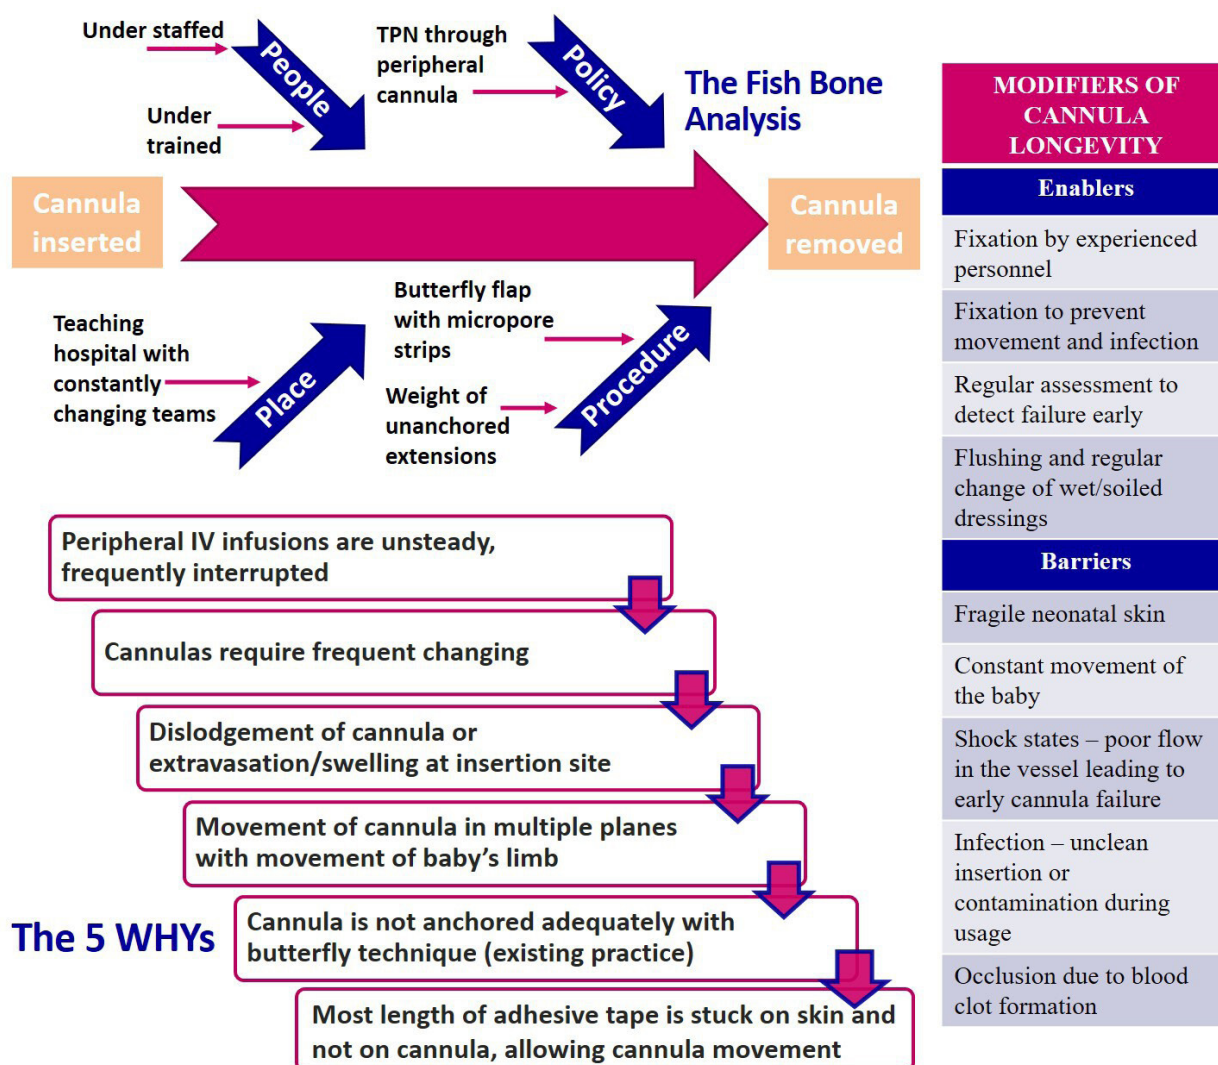 Under staffed
People
Under
trained
TPN through
peripheral
cannula
Policy
The Fish Bone
Analysis
Cannula
inserted
Cannula
removed
Teaching
hospital with
constantly
changing teams
Place
Butterfly flap
with micropore
strips
Weight of
unanchored
extensions
Procedure
Peripheral IV infusions are unsteady,
frequently interrupted
Cannulas require frequent changing
Dislodgement of cannula or
extravasation/swelling at insertion site
Movement of cannula in multiple planes
with movement of baby's limb
The 5 WHYs
Cannula is not anchored adequately with
butterfly technique (existing practice)
Most length of adhesive tape is stuck on skin and
not on cannula, allowing cannula movement
MODIFIERS OF
CANNULA
LONGEVITY
Enablers
Fixation by experienced
personnel
Fixation to prevent
movement and infection
Regular assessment to
detect failure early
Flushing and regular
change of wet/soiled
dressings
Barriers
Fragile neonatal skin
Constant movement of
the baby
Shock states – poor flow
in the vessel leading to
early cannula failure
Infection – unclean
insertion or
contamination during
usage
Occlusion due to blood
clot formation